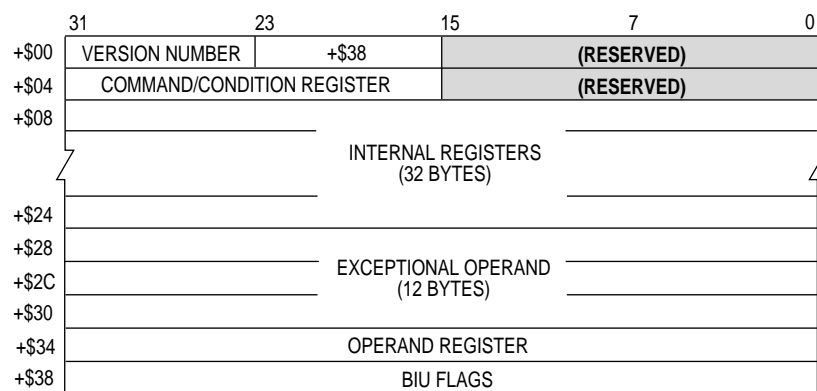 31 23 15 7 0
+$00 VERSION NUMBER +$38 (RESERVED)
+$04 COMMAND/CONDITION REGISTER (RESERVED)
+$08
INTERNAL REGISTERS
(32 BYTES)
+$24
+$28
EXCEPTIONAL OPERAND
+$2C
(12 BYTES)
+$30
+$34 OPERAND REGISTER
+$38 BIU FLAGS